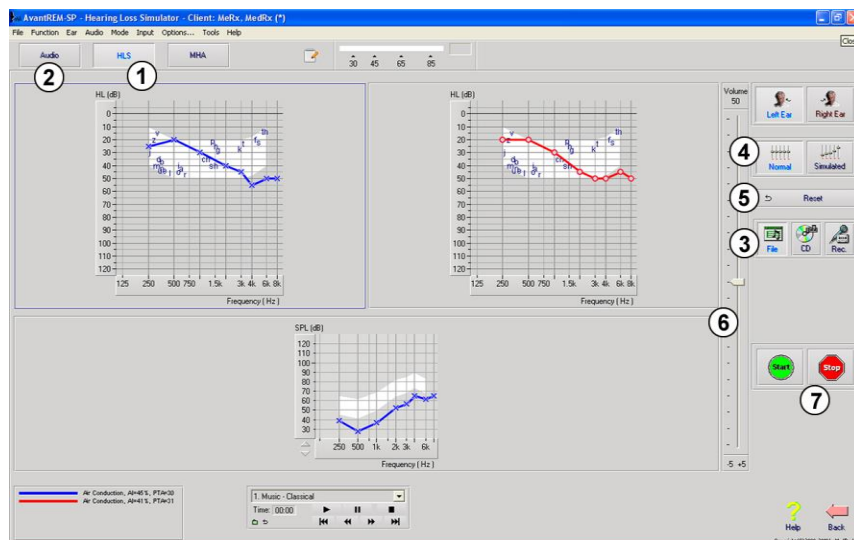 AvantREM-SP - Hearing Loss Simulator - Client: MeRx, MedRx (*)
File Function Ear Audio Mode Input Options... Tools Help
Clos
Audio HLS MHA
30 45 65 85
2 1
HL (dB)
0
10
20
30
40
50
60
70
80
90
100
110
120
125 250 500 750 1.5k 3k 4k 6k 8k
Frequency ( Hz )
HL (dB)
0
10
20
30
40
50
60
70
80
90
100
110
120
125 250 500 750 1.5k 3k 4k 6k 8k
Frequency ( Hz )
Volume
50
-5 +5
Left Ear Right Ear
4
Normal Simulated
5
Reset
3
File CD Rec.
6
Start Stop
7
SPL (dB)
120
110
100
90
80
70
60
50
40
30
250 500 1k 2k 3k 6k
Frequency ( Hz )
Air Conduction, AI=45%, PTA=30
Air Conduction, AI=41%, PTA=31
1. Music - Classical
Time: 00:00
Help Back